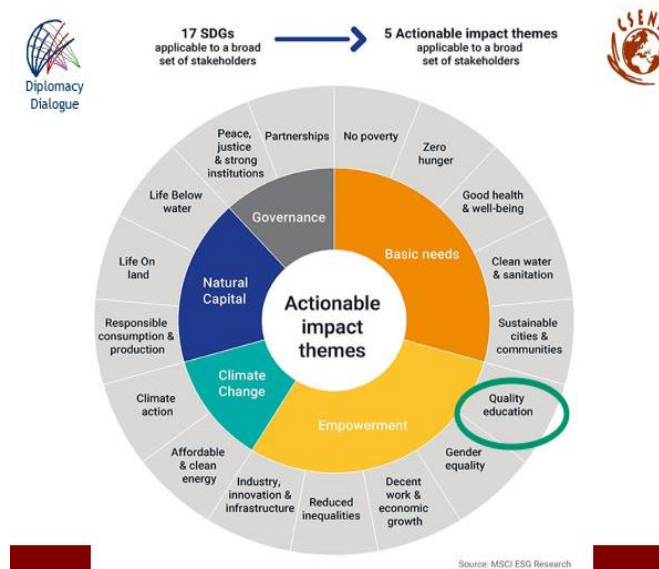 17 SDGs
applicable to a broad
set of stakeholders
5 Actionable impact themes
applicable to a broad
set of stakeholders
Diplomacy
Dialogue
No poverty
Zero
hunger
Good health
& well-being
Clean water
& sanitation
Sustainable
cities &
communities
Quality
education
Gender
equality
Decent
work &
economic
growth
Reduced
inequalities
Industry,
innovation &
infrastructure
Affordable
& clean
energy
Climate
action
Responsible
consumption &
production
Life On
land
Life Below
water
Peace,
justice
& strong
institutions
Partnerships
Governance
Basic needs
Natural
Capital
Climate
Change
Empowerment
Actionable
impact
themes
Source: MSCI ESG Research